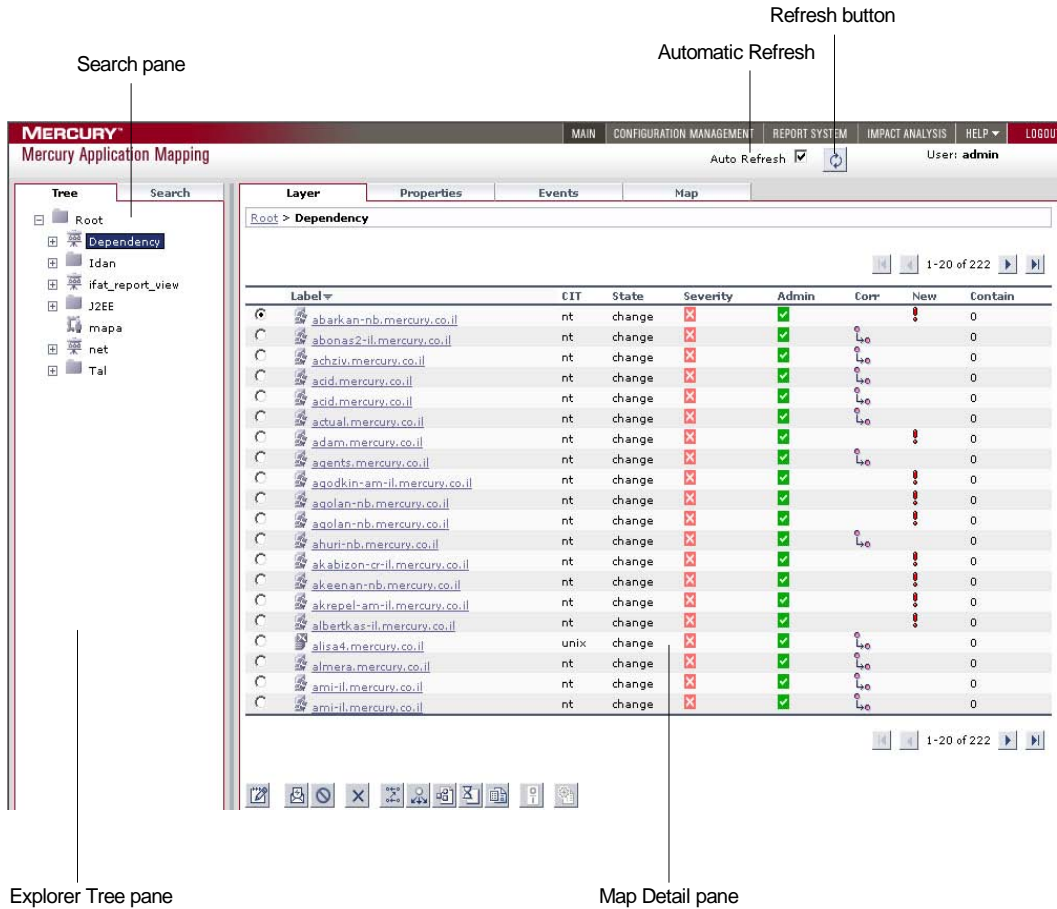 Refresh button
Automatic Refresh
Search pane
MERCURY™
MAIN CONFIGURATION MANAGEMENT REPORT SYSTEM IMPACT ANALYSIS HELP LOGOUT
Mercury Application Mapping
Auto Refresh User: admin
Tree Search
Layer Properties Events Map
Root
Dependency
Idan
ifat_report_view
J2EE
mapa
net
Tal
Root > Dependency
1-20 of 222
Label CIT State Severity Admin Corr New Contain
abarkan-nb.mercury.co.il nt change 0
abonas2-il.mercury.co.il nt change 0
achziv.mercury.co.il nt change 0
acid.mercury.co.il nt change 0
acid.mercury.co.il nt change 0
actual.mercury.co.il nt change 0
adam.mercury.co.il nt change 0
agents.mercury.co.il nt change 0
agodkin-am-il.mercury.co.il nt change 0
agolan-nb.mercury.co.il nt change 0
agolan-nb.mercury.co.il nt change 0
ahuri-nb.mercury.co.il nt change 0
akabizon-cr-il.mercury.co.il nt change 0
akeenan-nb.mercury.co.il nt change 0
akrepel-am-il.mercury.co.il nt change 0
albertkas-il.mercury.co.il nt change 0
alisa4.mercury.co.il unix change 0
almera.mercury.co.il nt change 0
ami-il.mercury.co.il nt change 0
ami-il.mercury.co.il nt change 0
1-20 of 222
Explorer Tree pane
Map Detail pane